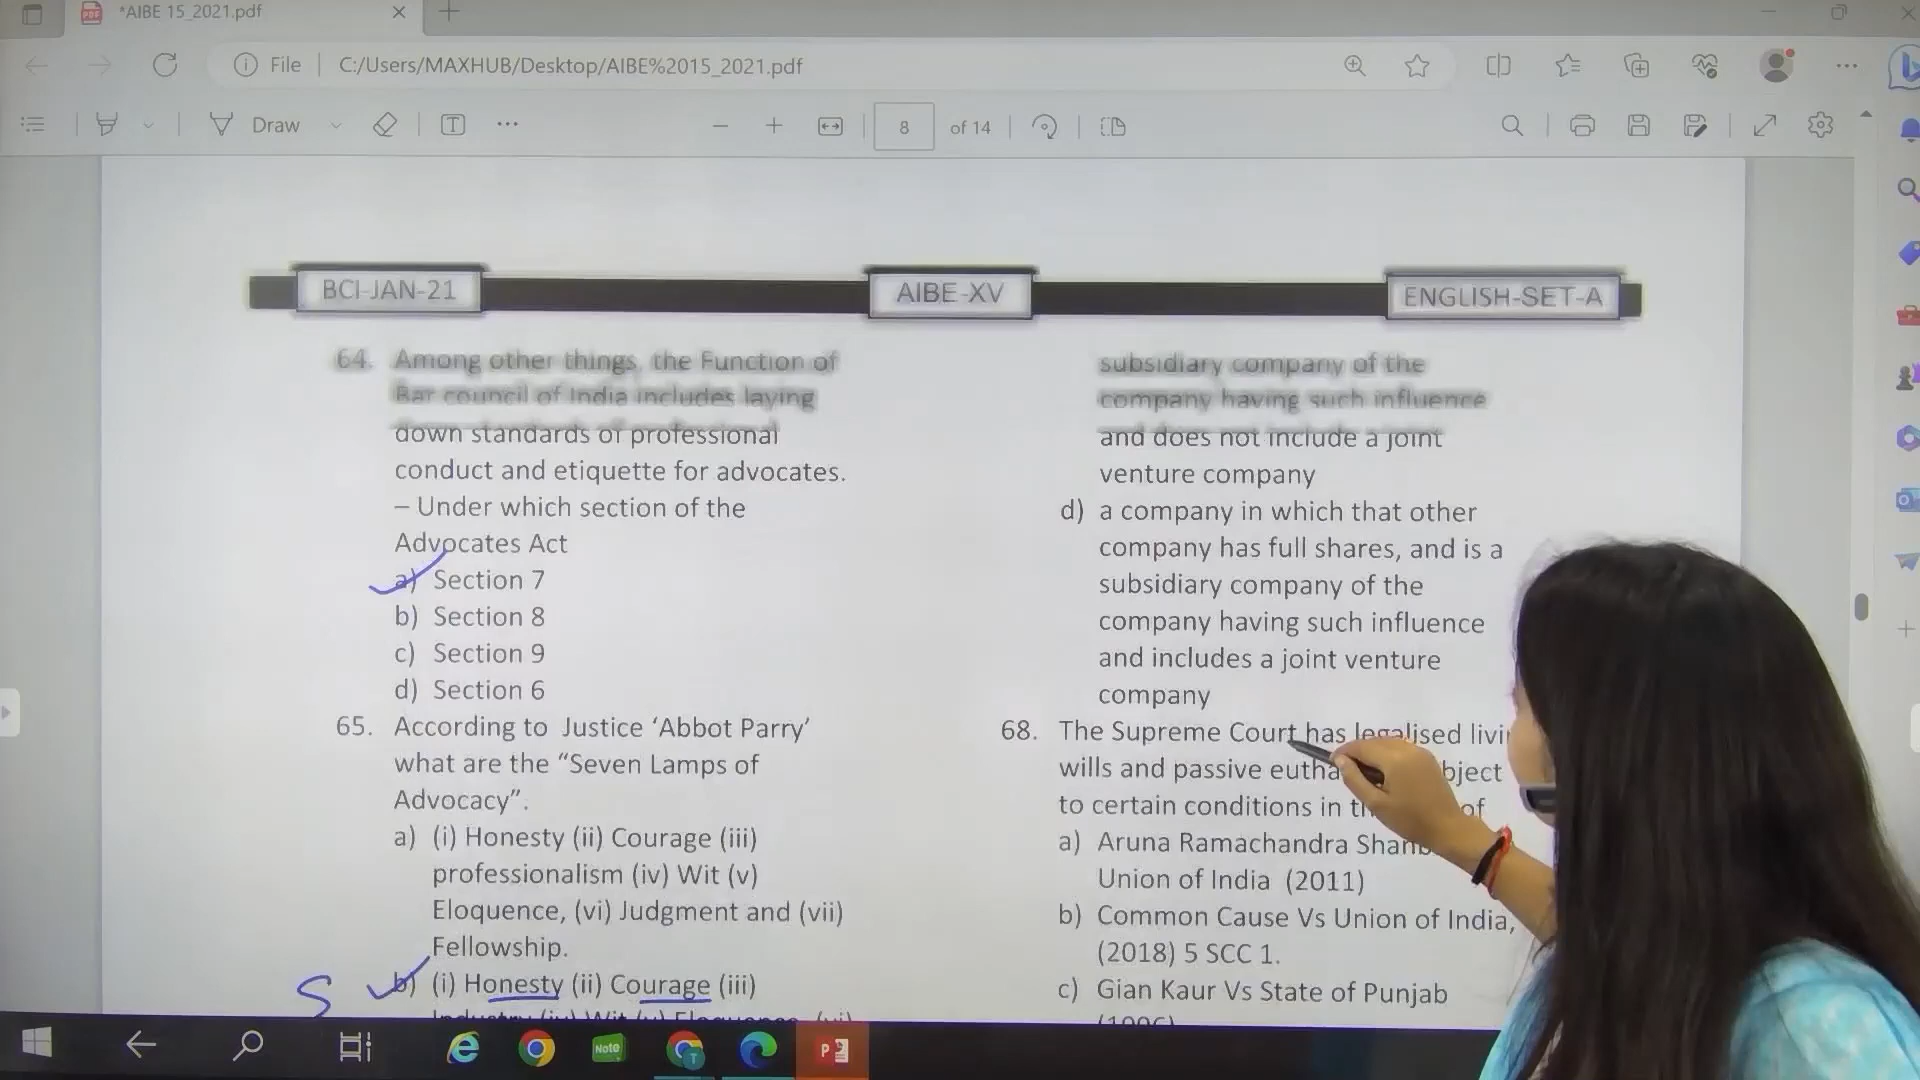 *AIBE 15_2021.pdf
File
C:/Users/MAXHUB/Desktop/AIBE%2015_2021.pdf
Draw
8 of 14
BCI-JAN-21
AIBE-XV
ENGLISH-SET-A
64. Among other things, the Function of
Bar council of India includes laying
down standards of professional
conduct and etiquette for advocates.
– Under which section of the
Advocates Act
a) Section 7
b) Section 8
c) Section 9
d) Section 6
65. According to Justice ‘Abbot Parry’
what are the “Seven Lamps of
Advocacy”.
a) (i) Honesty (ii) Courage (iii)
professionalism (iv) Wit (v)
Eloquence, (vi) Judgment and (vii)
Fellowship.
S b) (i) Honesty (ii) Courage (iii)
Industry (iv) Wit (v) Eloquence, (vi)
subsidiary company of the
company having such influence
and does not include a joint
venture company
d) a company in which that other
company has full shares, and is a
subsidiary company of the
company having such influence
and includes a joint venture
company
68. The Supreme Court has legalised
wills and passive
to certain conditions in of
a) Aruna Ramachandra
Union of India (2011)
b) Common Cause Vs Union of India,
(2018) 5 SCC 1.
c) Gian Kaur Vs State of Punjab
(1996)
Note